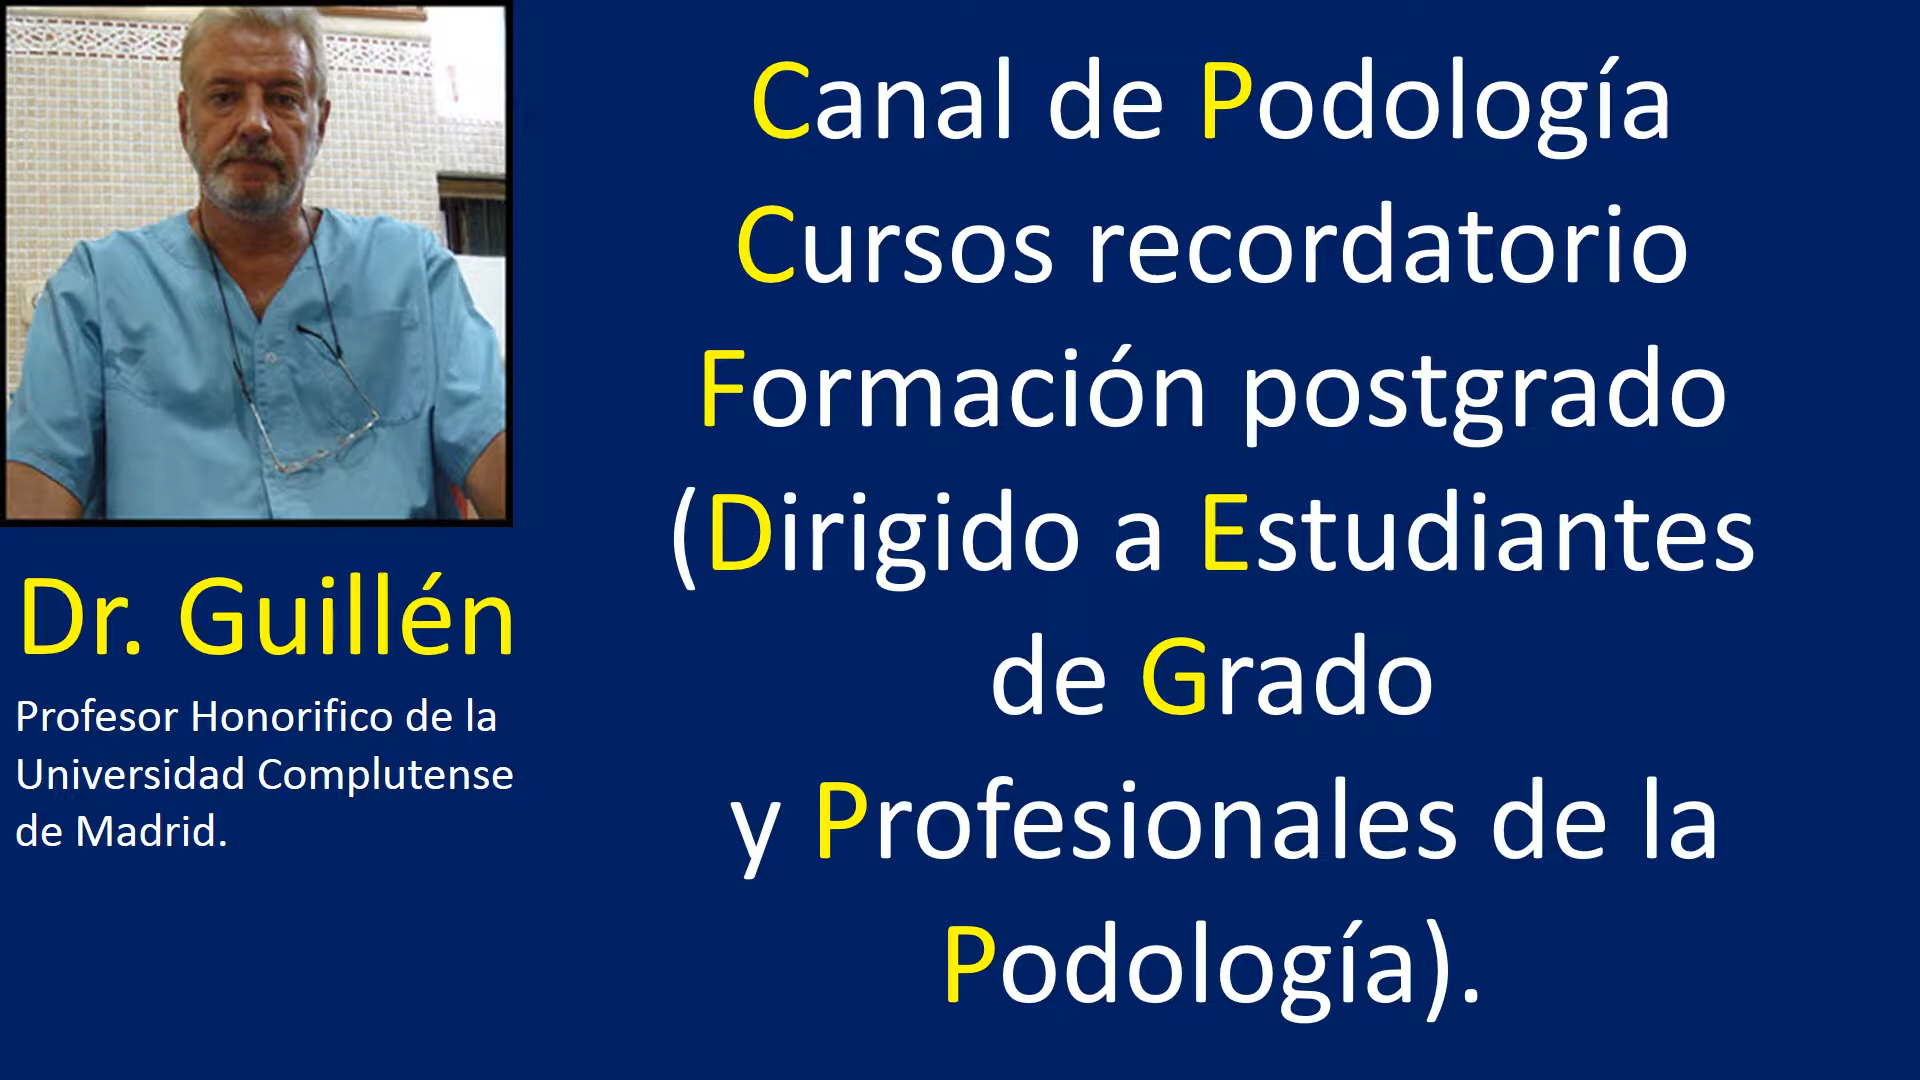 Dr. Guillén
Profesor Honorifico de la
Universidad Complutense
de Madrid.
Canal de Podología
Cursos recordatorio
Formación postgrado
(Dirigido a Estudiantes
de Grado
y Profesionales de la
Podología).